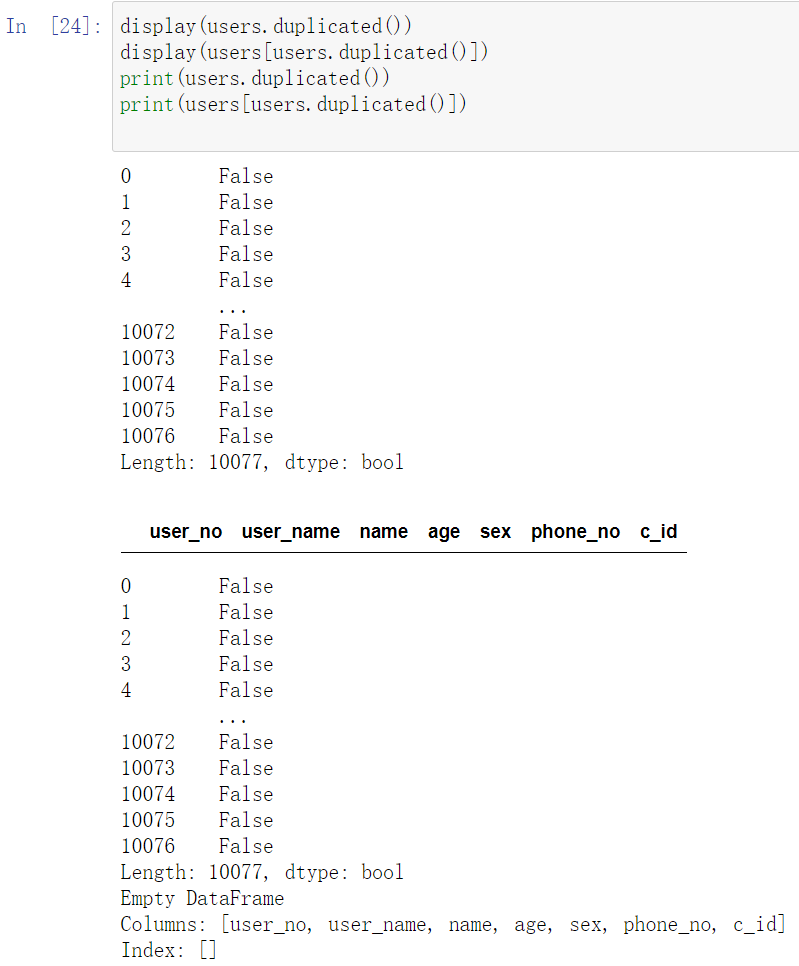 In [24]: display(users.duplicated())
display(users[users.duplicated()])
print(users.duplicated())
print(users[users.duplicated()])
0 False
1 False
2 False
3 False
4 False
...
10072 False
10073 False
10074 False
10075 False
10076 False
Length: 10077, dtype: bool
user_no user_name name age sex phone_no c_id
0 False
1 False
2 False
3 False
4 False
...
10072 False
10073 False
10074 False
10075 False
10076 False
Length: 10077, dtype: bool
Empty DataFrame
Columns: [user_no, user_name, name, age, sex, phone_no, c_id]
Index: []